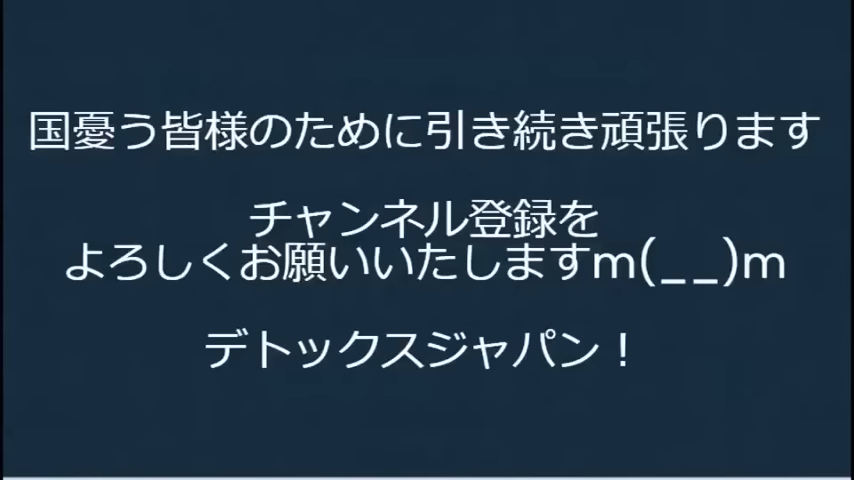 国憂う皆様のために引き続き頑張ります
チャンネル登録を
よろしくお願いいたしますm(__)m
デトックスジャパン！